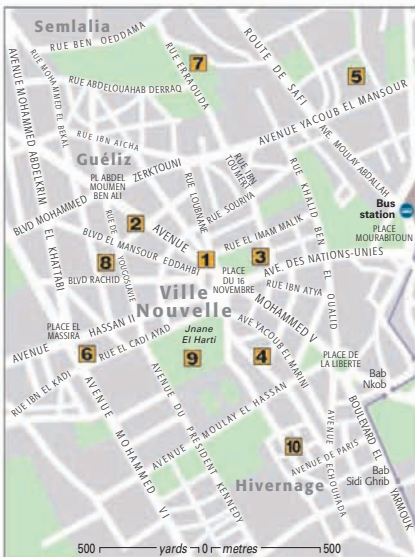 Semlalia
RUE BEN OEDDAMA
ROUTE DE SAFI
7
5
AVENUE MOHAMMED ABDELKRIM EL KHATTABI
RUE MOHAMMED EL BEKAL
RUE ERRAOUDA
RUE ABDELOUAHAB DERRAQ
AVENUE YACOUB EL MANSOUR
RUE IBN AICHA
AVE. MOULAY ABDALLAH
Guéliz
ZERKTOUNI
PL ABDEL
MOUMEN
BEN ALI
RUE IBN
TOUMERT
RUE LOUBNANE
RUE SOURIYA
RUE KHALID BEN EL OUALID
BLVD MOHAMMED
Bus
station
2
AVENUE
RUE EL IMAM MALIK
PLACE
MOURABITOUN
RUE DE YOUGOSLAVIE
BLVD EL MANSOUR EDDAHBI
1
3
8
AVE. DES NATIONS-UNIES
BLVD RACHID
PLACE
DU 16
NOVEMBRE
RUE IBN ATYA
Ville
Nouvelle
MOHAMMED V
PLACE EL
MASSIRA
AVENUE HASSAN II
Jnane
El Harti
AVE YACOUB EL MARINI
6
RUE EL CADI AYAD
9
4
PLACE DE
LA LIBERTE
RUE IBN EL KADI
Bab
Nkob
AVENUE MOULAY EL HASSAN
AVENUE MOHAMMED VI
AVENUE DU PRESIDENT KENNEDY
10
AVENUE DE PARIS
AVENUE ECHOUHADA
BOULEVARD EL YARMOUK
Bab
Sidi Ghrib
Hivernage
500 yards 0 metres 500